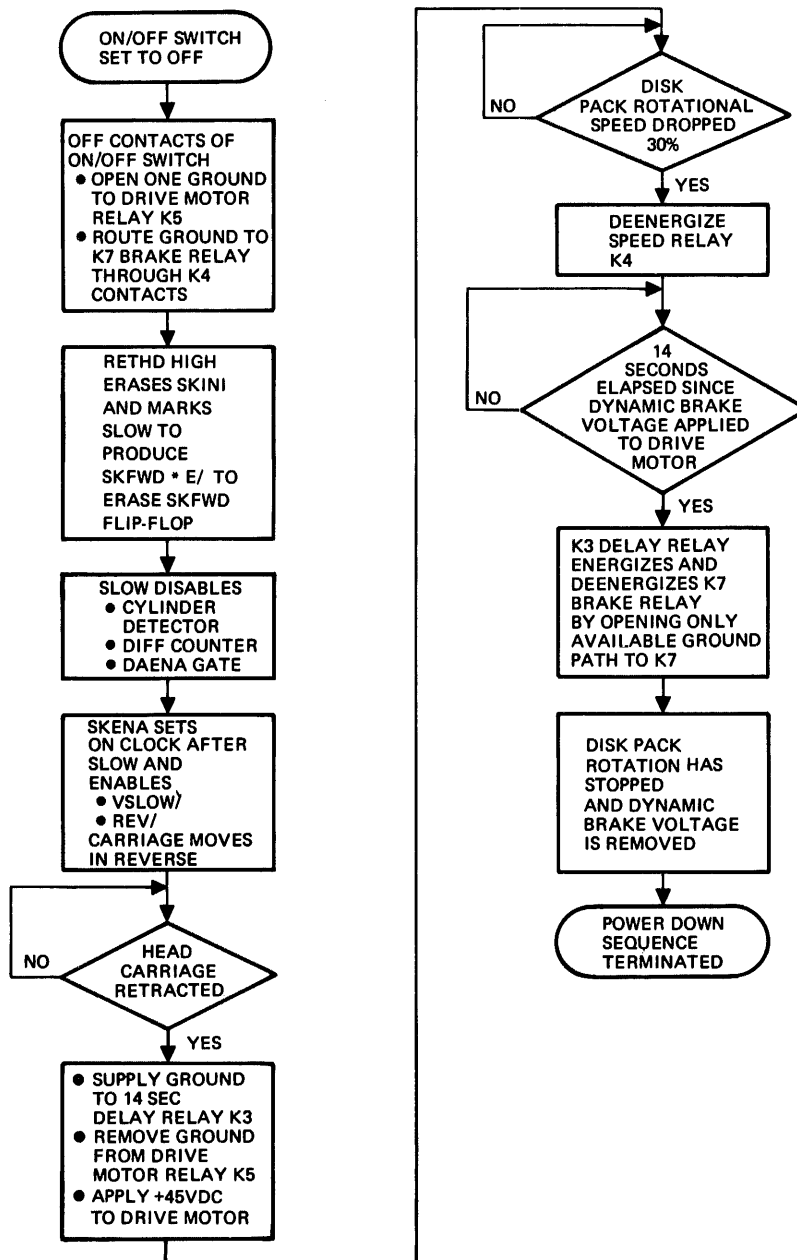 ON/OFF SWITCH
SET TO OFF
OFF CONTACTS OF
ON/OFF SWITCH
● OPEN ONE GROUND
TO DRIVE MOTOR
RELAY K5
● ROUTE GROUND TO
K7 BRAKE RELAY
THROUGH K4
CONTACTS
RETHD HIGH
ERASES SKINI
AND MARKS
SLOW TO
PRODUCE
SKFWD * E/ TO
ERASE SKFWD
FLIP-FLOP
SLOW DISABLES
● CYLINDER
DETECTOR
● DIFF COUNTER
● DAENA GATE
SKENA SETS
ON CLOCK AFTER
SLOW AND
ENABLES
● VSLOW/
● REV/
CARRIAGE MOVES
IN REVERSE
HEAD
CARRIAGE
RETRACTED
NO
YES
● SUPPLY GROUND
TO 14 SEC
DELAY RELAY K3
● REMOVE GROUND
FROM DRIVE
MOTOR RELAY K5
● APPLY +45VDC
TO DRIVE MOTOR
DISK
PACK ROTATIONAL
SPEED DROPPED
30%
NO
YES
DEENERGIZE
SPEED RELAY
K4
14
SECONDS
ELAPSED SINCE
DYNAMIC BRAKE
VOLTAGE APPLIED
TO DRIVE
MOTOR
NO
YES
K3 DELAY RELAY
ENERGIZES AND
DEENERGIZES K7
BRAKE RELAY
BY OPENING ONLY
AVAILABLE GROUND
PATH TO K7
DISK PACK
ROTATION HAS
STOPPED
AND DYNAMIC
BRAKE VOLTAGE
IS REMOVED
POWER DOWN
SEQUENCE
TERMINATED